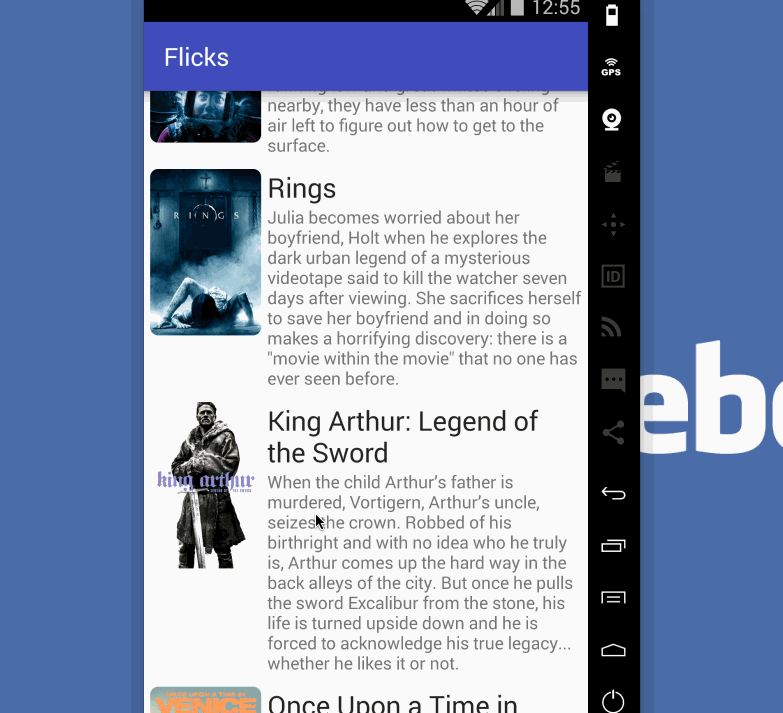 12:55
Flicks
GPS
nearby, they have less than an hour of
air left to figure out how to get to the
surface.
RINGS
Rings
Julia becomes worried about her
boyfriend, Holt when he explores the
dark urban legend of a mysterious
videotape said to kill the watcher seven
days after viewing. She sacrifices herself
to save her boyfriend and in doing so
makes a horrifying discovery: there is a
"movie within the movie" that no one has
ever seen before.
ID
ebo
king arthur
King Arthur: Legend of
the Sword
When the child Arthur's father is
murdered, Vortigern, Arthur's uncle,
seizes the crown. Robbed of his
birthright and with no idea who he truly
is, Arthur comes up the hard way in the
back alleys of the city. But once he pulls
the sword Excalibur from the stone, his
life is turned upside down and he is
forced to acknowledge his true legacy...
whether he likes it or not.
ONCE UPON A TIME IN
VENICE
Once Upon a Time in